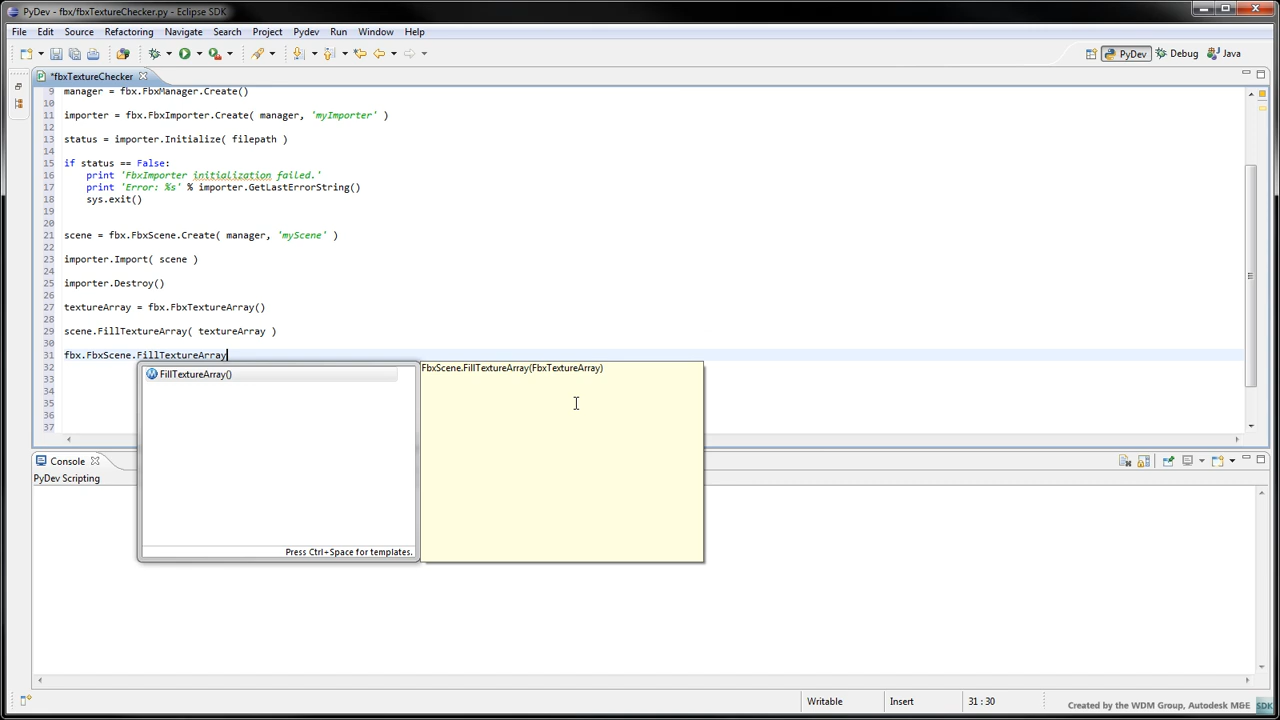 PyDev - fbx/fbxTextureChecker.py - Eclipse SDK
File Edit Source Refactoring Navigate Search Project Pydev Run Window Help
PyDev Debug Java
*fbxTextureChecker
9 manager = fbx.FbxManager.Create()
10
11 importer = fbx.FbxImporter.Create( manager, 'myImporter' )
12
13 status = importer.Initialize( filepath )
14
15 if status == False:
16 print 'FbxImporter initialization failed.'
17 print 'Error: %s' % importer.GetLastErrorString()
18 sys.exit()
19
20
21 scene = fbx.FbxScene.Create( manager, 'myScene' )
22
23 importer.Import( scene )
24
25 importer.Destroy()
26
27 textureArray = fbx.FbxTextureArray()
28
29 scene.FillTextureArray( textureArray )
30
31 fbx.FbxScene.FillTextureArray
32
33
34
35
36
37
FillTextureArray()
Press Ctrl+Space for templates.
FbxScene.FillTextureArray(FbxTextureArray)
Console
PyDev Scripting
Writable Insert 31 : 30
Created by the WDM Group, Autodesk M&E SDK